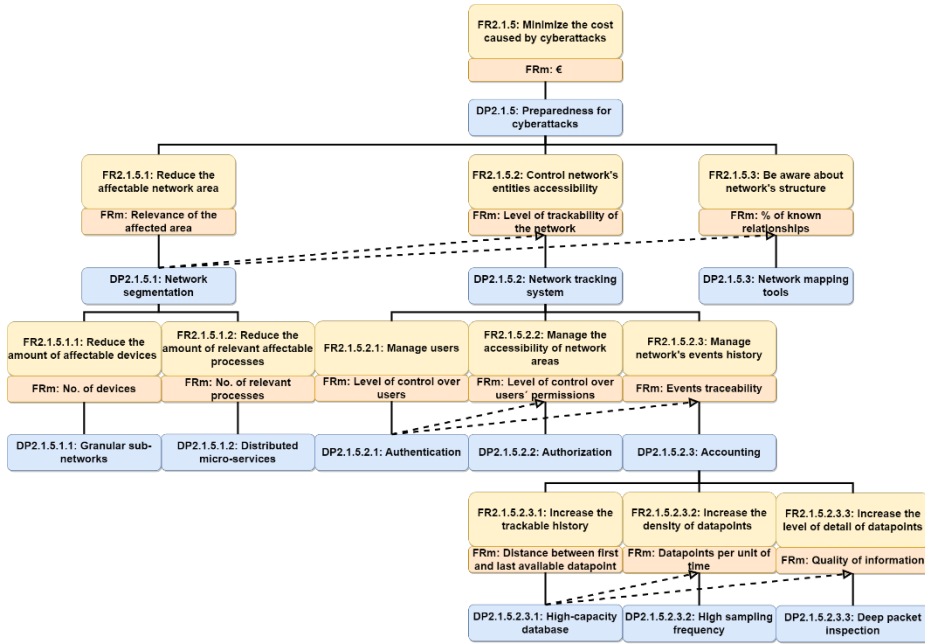 FR2.1.5: Minimize the cost
caused by cyberattacks
FRm: €
DP2.1.5: Preparedness for
cyberattacks
FR2.1.5.1: Reduce the
affectable network area
FRm: Relevance of the
affected area
FR2.1.5.2: Control network's
entities accessibility
FRm: Level of trackability of
the network
FR2.1.5.3: Be aware about
network's structure
FRm: % of known
relationships
DP2.1.5.1: Network
segmentation
DP2.1.5.2: Network tracking
system
DP2.1.5.3: Network mapping
tools
FR2.1.5.1.1: Reduce the
amount of affectable devices
FRm: No. of devices
FR2.1.5.1.2: Reduce the
amount of relevant affectable
processes
FRm: No. of relevant
processes
FR2.1.5.2.1: Manage users
FRm: Level of control over
users
FR2.1.5.2.2: Manage the
accessibility of network
areas
FRm: Level of control over
users´ permissions
FR2.1.5.2.3: Manage
network's events history
FRm: Events traceability
DP2.1.5.1.1: Granular sub-
networks
DP2.1.5.1.2: Distributed
micro-services
DP2.1.5.2.1: Authentication
DP2.1.5.2.2: Authorization
DP2.1.5.2.3: Accounting
FR2.1.5.2.3.1: Increase the
trackable history
FRm: Distance between first
and last available datapoint
FR2.1.5.2.3.2: Increase the
density of datapoints
FRm: Datapoints per unit of
time
FR2.1.5.2.3.3: Increase the
level of detail of datapoints
FRm: Quality of information
DP2.1.5.2.3.1: High-capacity
database
DP2.1.5.2.3.2: High sampling
frequency
DP2.1.5.2.3.3: Deep packet
inspection